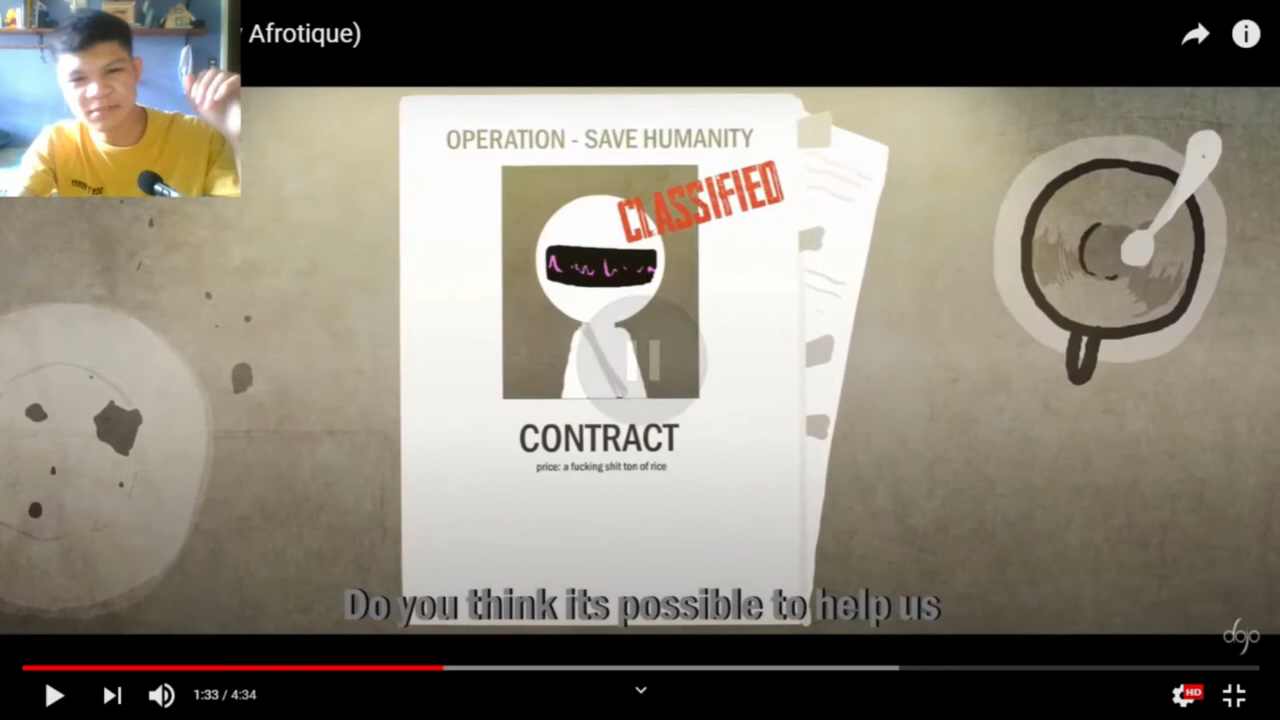 Afrotique)
OPERATION - SAVE HUMANITY
CLASSIFIED
CONTRACT
price: a fucking shit ton of rice
Do you think its possible to help us
dojo
1:33 / 4:34
HD